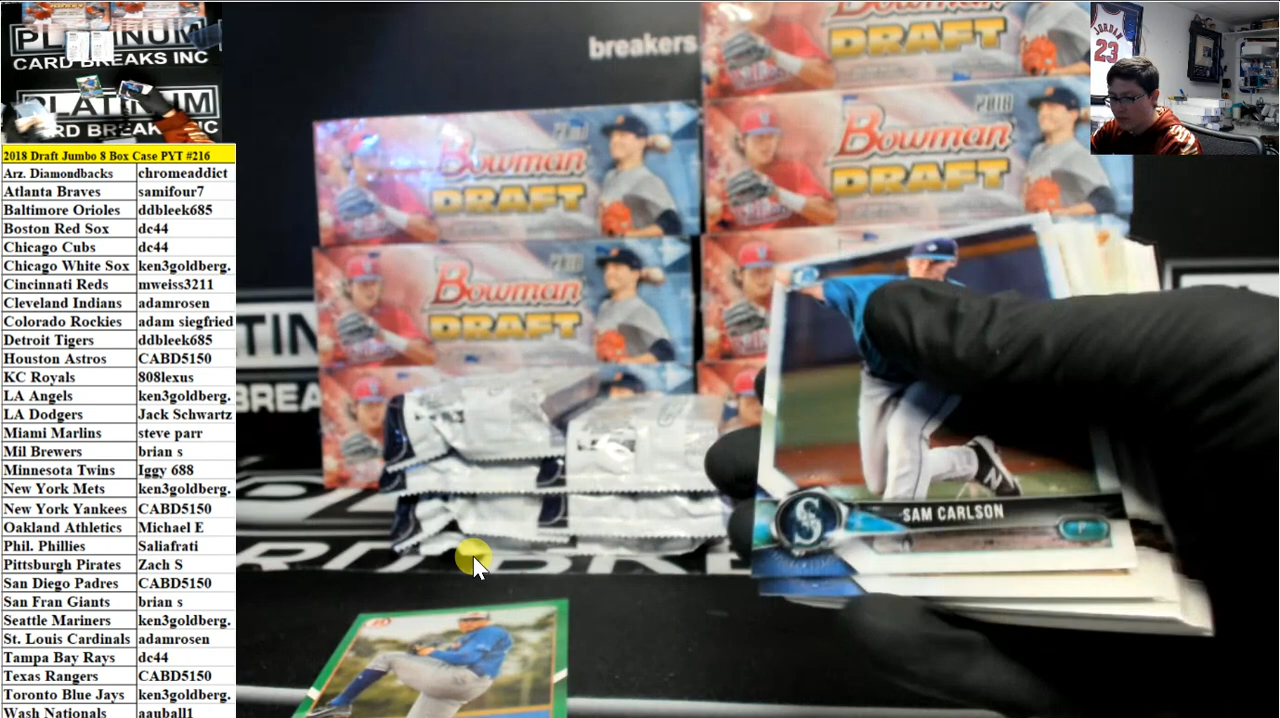 PLATINUM
CARD BREAKS INC
PLATINUM
RD BREAK
NC
2018 Draft Jumbo 8 Box Case PYT #216
Arz. Diamondbacks chromeaddict
Atlanta Braves samifour7
Baltimore Orioles ddbleek685
Boston Red Sox dc44
Chicago Cubs dc44
Chicago White Sox ken3goldberg.
Cincinnati Reds mweiss3211
Cleveland Indians adamrosen
Colorado Rockies adam siegfried
Detroit Tigers ddbleek685
Houston Astros CABD5150
KC Royals 808lexus
LA Angels ken3goldberg.
LA Dodgers Jack Schwartz
Miami Marlins steve parr
Mil Brewers brian s
Minnesota Twins Iggy 688
New York Mets ken3goldberg.
New York Yankees CABD5150
Oakland Athletics Michael E
Phil. Phillies Saliafrati
Pittsburgh Pirates Zach S
San Diego Padres CABD5150
San Fran Giants brian s
Seattle Mariners ken3goldberg.
St. Louis Cardinals adamrosen
Tampa Bay Rays dc44
Texas Rangers CABD5150
Toronto Blue Jays ken3goldberg.
Wash Nationals aauball1
breakers
Bowman
DRAFT
2018
Bowman
DRAFT
Bowman
DRAFT
Bowman
DRAFT
TIN
BREA
ARD BRE
S
SAM CARLSON
P
JORDAN
23